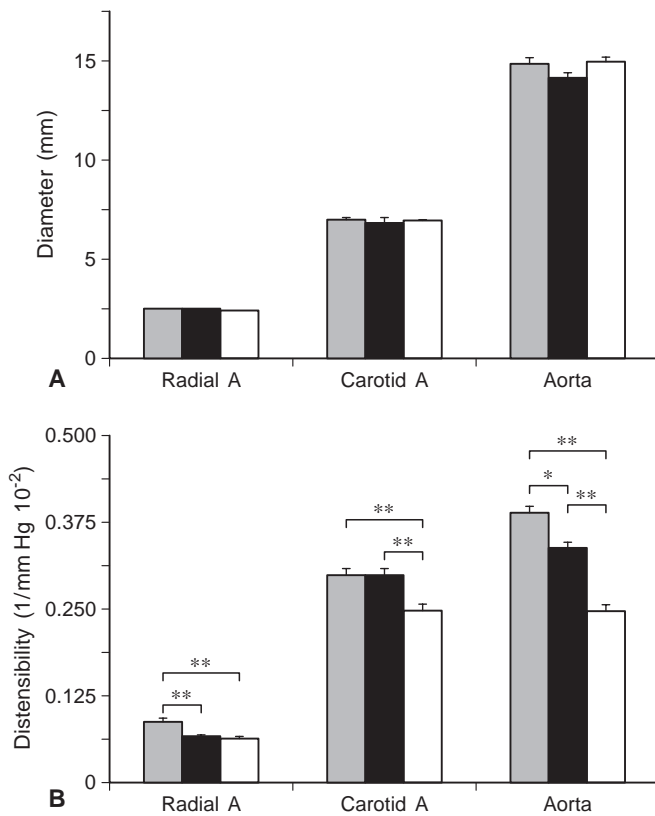 15
10
5
0
Diameter (mm)
A
Radial A Carotid A Aorta
0.500
0.375
0.250
0.125
0
Distensibility (1/mm Hg 10-2)
** ** ** ** ** * **
B
Radial A Carotid A Aorta